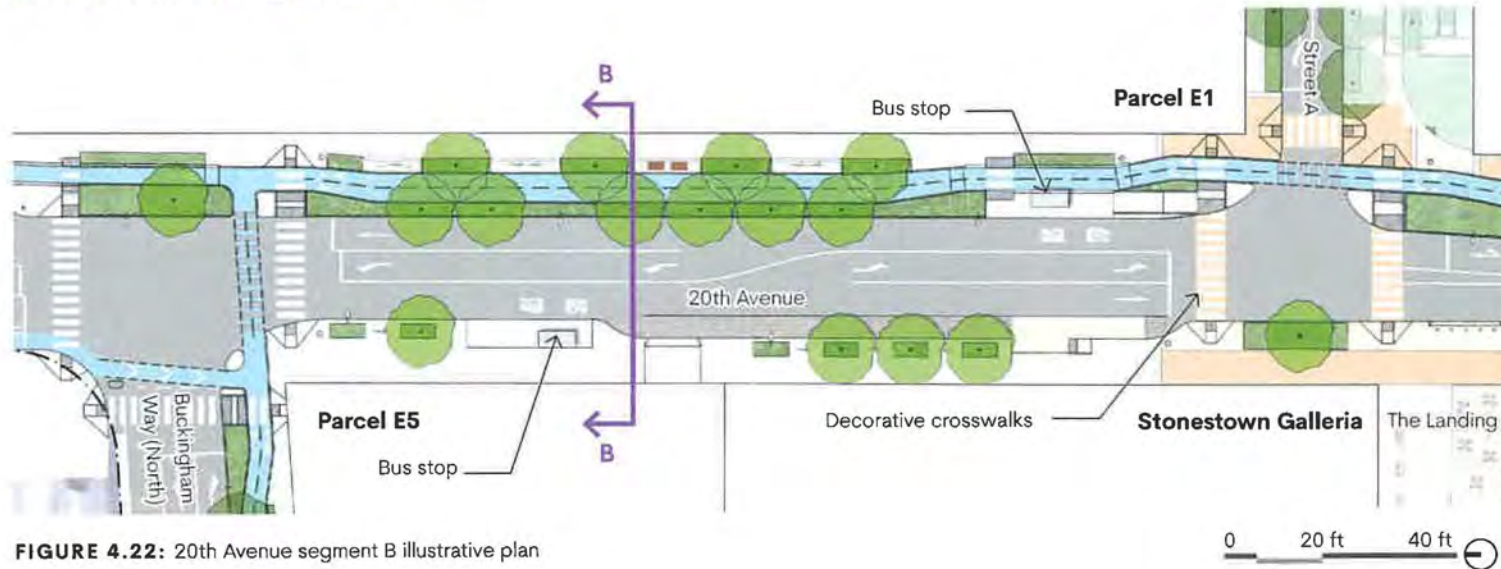 B
Bus stop
Parcel E1
Street A
20th Avenue
Parcel E5
Decorative crosswalks
Stonestown Galleria
The Landing
Buckingham
Way (North)
Bus stop
B
FIGURE 4.22: 20th Avenue segment B illustrative plan
0 20 ft 40 ft